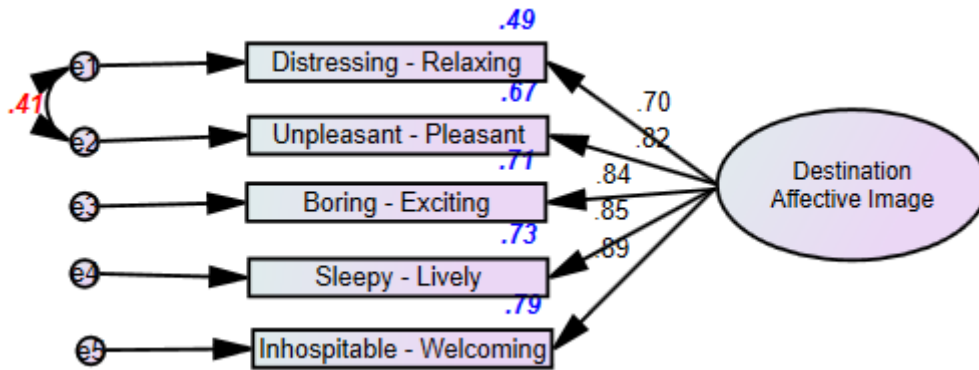 .49
e1
Distressing - Relaxing
.67
.70
.41
.82
e2
Unpleasant - Pleasant
.71
Destination
Affective Image
.84
e3
Boring - Exciting
.85
.73
.89
e4
Sleepy - Lively
.79
e5
Inhospitable - Welcoming